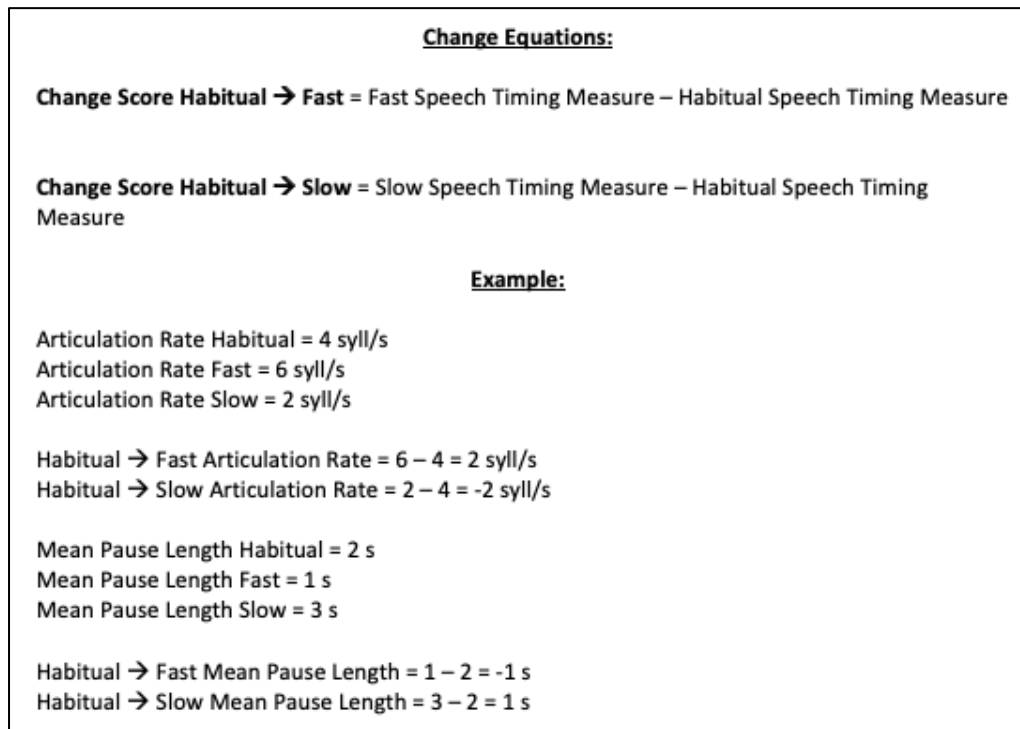 Change Equations:
Change Score Habitual → Fast = Fast Speech Timing Measure – Habitual Speech Timing Measure
Change Score Habitual → Slow = Slow Speech Timing Measure – Habitual Speech Timing
Measure
Example:
Articulation Rate Habitual = 4 syll/s
Articulation Rate Fast = 6 syll/s
Articulation Rate Slow = 2 syll/s
Habitual → Fast Articulation Rate = 6 – 4 = 2 syll/s
Habitual → Slow Articulation Rate = 2 – 4 = -2 syll/s
Mean Pause Length Habitual = 2 s
Mean Pause Length Fast = 1 s
Mean Pause Length Slow = 3 s
Habitual → Fast Mean Pause Length = 1 – 2 = -1 s
Habitual → Slow Mean Pause Length = 3 – 2 = 1 s